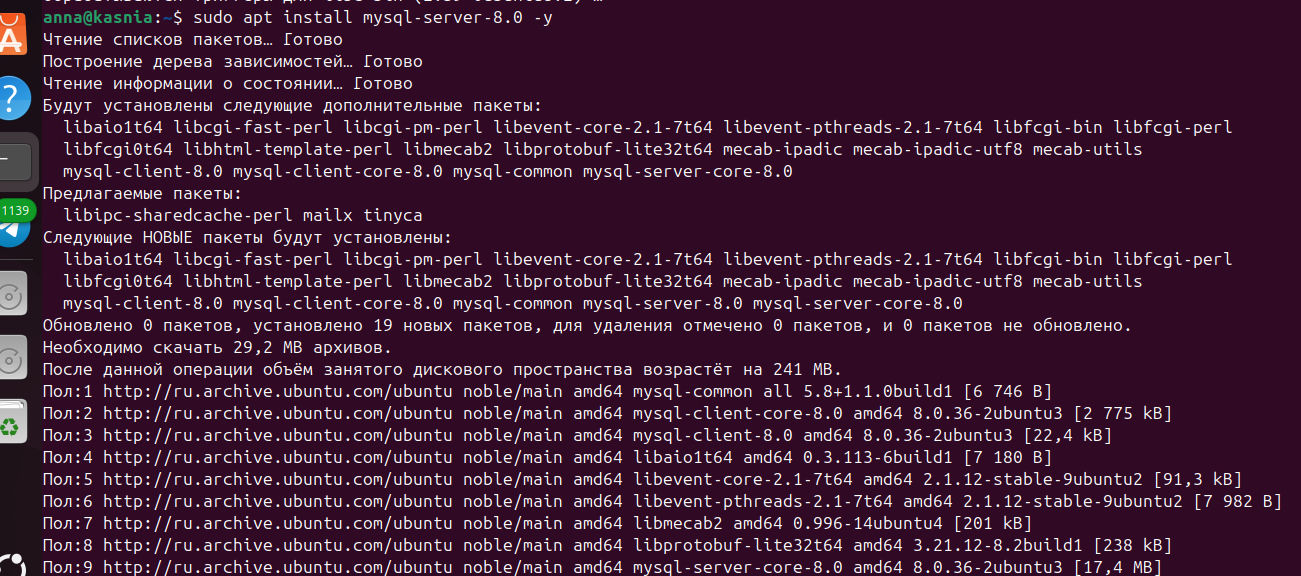 anna@kasnia:~$ sudo apt install mysql-server-8.0 -y
Чтение списков пакетов… Готово
Построение дерева зависимостей… Готово
Чтение информации о состоянии… Готово
Будут установлены следующие дополнительные пакеты:
libaio1t64 libcgi-fast-perl libcgi-pm-perl libevent-core-2.1-7t64 libevent-pthreads-2.1-7t64 libfcgi-bin libfcgi-perl
libfcgi0t64 libhtml-template-perl libmecab2 libprotobuf-lite32t64 mecab-ipadic mecab-ipadic-utf8 mecab-utils
mysql-client-8.0 mysql-client-core-8.0 mysql-common mysql-server-core-8.0
Предлагаемые пакеты:
libipc-sharedcache-perl mailx tinyca
1139
Следующие НОВЫЕ пакеты будут установлены:
libaio1t64 libcgi-fast-perl libcgi-pm-perl libevent-core-2.1-7t64 libevent-pthreads-2.1-7t64 libfcgi-bin libfcgi-perl
libfcgi0t64 libhtml-template-perl libmecab2 libprotobuf-lite32t64 mecab-ipadic mecab-ipadic-utf8 mecab-utils
mysql-client-8.0 mysql-client-core-8.0 mysql-common mysql-server-8.0 mysql-server-core-8.0
Обновлено 0 пакетов, установлено 19 новых пакетов, для удаления отмечено 0 пакетов, и 0 пакетов не обновлено.
Необходимо скачать 29,2 MB архивов.
После данной операции объём занятого дискового пространства возрастёт на 241 MB.
Пол:1 http://ru.archive.ubuntu.com/ubuntu noble/main amd64 mysql-common all 5.8+1.1.0build1 [6 746 B]
Пол:2 http://ru.archive.ubuntu.com/ubuntu noble/main amd64 mysql-client-core-8.0 amd64 8.0.36-2ubuntu3 [2 775 kB]
Пол:3 http://ru.archive.ubuntu.com/ubuntu noble/main amd64 mysql-client-8.0 amd64 8.0.36-2ubuntu3 [22,4 kB]
Пол:4 http://ru.archive.ubuntu.com/ubuntu noble/main amd64 libaio1t64 amd64 0.3.113-6build1 [7 180 B]
Пол:5 http://ru.archive.ubuntu.com/ubuntu noble/main amd64 libevent-core-2.1-7t64 amd64 2.1.12-stable-9ubuntu2 [91,3 kB]
Пол:6 http://ru.archive.ubuntu.com/ubuntu noble/main amd64 libevent-pthreads-2.1-7t64 amd64 2.1.12-stable-9ubuntu2 [7 982 B]
Пол:7 http://ru.archive.ubuntu.com/ubuntu noble/main amd64 libmecab2 amd64 0.996-14ubuntu4 [201 kB]
Пол:8 http://ru.archive.ubuntu.com/ubuntu noble/main amd64 libprotobuf-lite32t64 amd64 3.21.12-8.2build1 [238 kB]
Пол:9 http://ru.archive.ubuntu.com/ubuntu noble/main amd64 mysql-server-core-8.0 amd64 8.0.36-2ubuntu3 [17,4 MB]